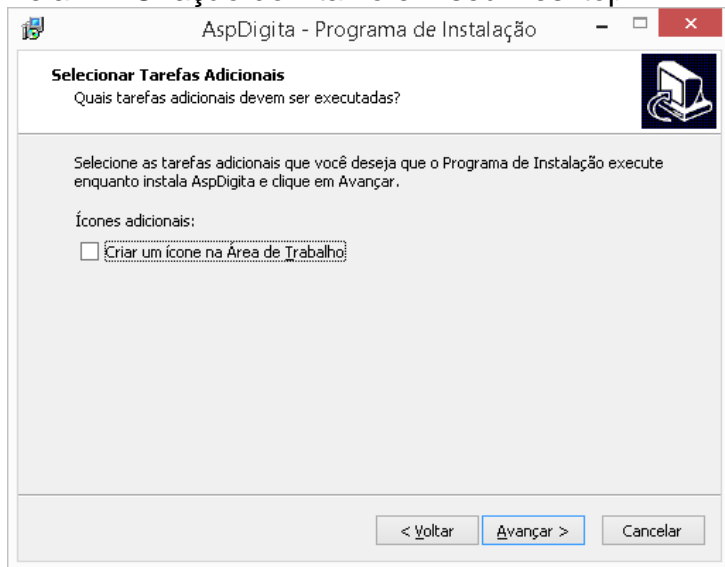 AspDigita - Programa de Instalação
Selecionar Tarefas Adicionais
Quais tarefas adicionais devem ser executadas?
Selecione as tarefas adicionais que você deseja que o Programa de Instalação execute
enquanto instala AspDigita e clique em Avançar.
Ícones adicionais:
Criar um ícone na Área de Trabalho
< Voltar
Avançar >
Cancelar